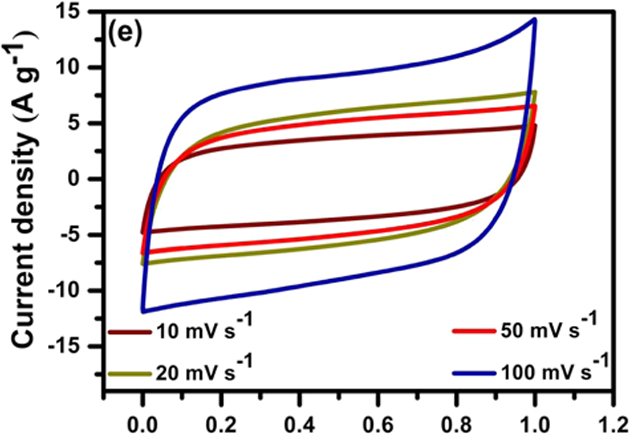 (e)
Current density (A g-1)
15
10
5
0
-5
-10
-15
10 mV s-1
50 mV s-1
20 mV s-1
100 mV s-1
0.0 0.2 0.4 0.6 0.8 1.0 1.2